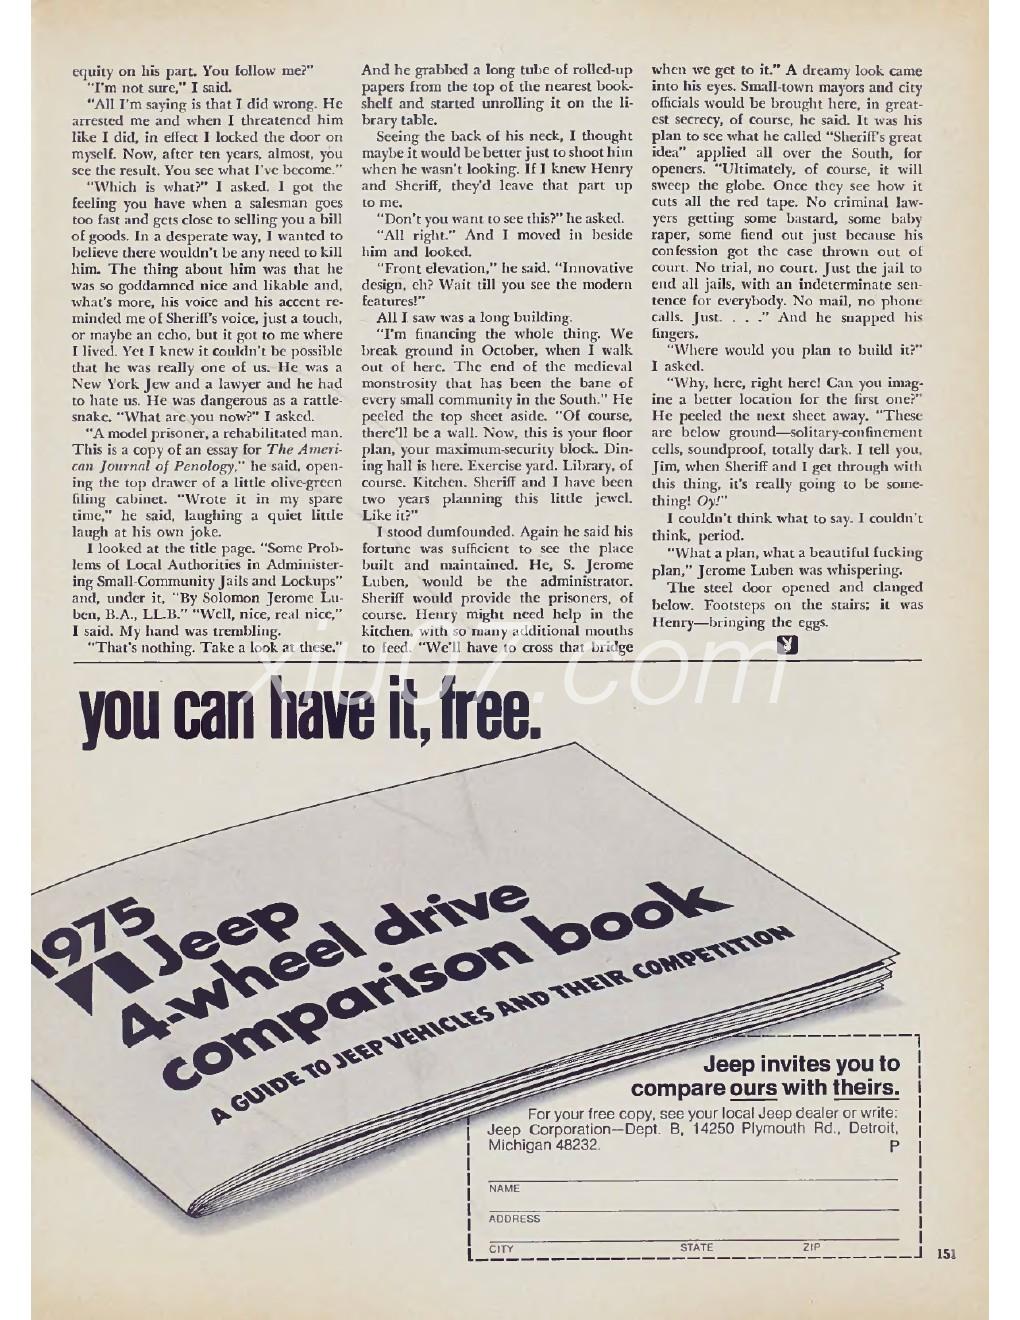 equity on his part. You follow me?"
"I'm not sure," I said.
"All I'm saying is that I did wrong. He
arrested me and when I threatened him
like I did, in effect I locked the door on
myself. Now, after ten years, almost, you
see the result. You see what I've become."
"Which is what?" I asked. I got the
feeling you have when a salesman goes
too fast and gets close to selling you a bill
of goods. In a desperate way, I wanted to
believe there wouldn't be any need to kill
him. The thing about him was that he
was so goddamned nice and likable and,
what's more, his voice and his accent re-
minded me of Sheriff's voice, just a touch,
or maybe an echo, but it got to me where
I lived. Yet I knew it couldn't be possible
that he was really one of us. He was a
New York Jew and a lawyer and he had
to hate us. He was dangerous as a rattle-
snake. "What are you now?" I asked.
"A model prisoner, a rehabilitated man.
This is a copy of an essay for The Ameri-
can Journal of Penology," he said, open-
ing the top drawer of a little olive-green
filing cabinet. "Wrote it in my spare
time," he said, laughing a quiet little
laugh at his own joke.
I looked at the title page. "Some Prob-
lems of Local Authorities in Administer-
ing Small-Community Jails and Lockups"
and, under it, "By Solomon Jerome Lu-
ben, B.A., LL.B." "Well, nice, real nice,"
I said. My hand was trembling.
"That's nothing. Take a look at these."
And he grabbed a long tube of rolled-up
papers from the top of the nearest book-
shelf and started unrolling it on the li-
brary table.
Seeing the back of his neck, I thought
maybe it would be better just to shoot him
when he wasn't looking. If I knew Henry
and Sheriff, they'd leave that part up
to me.
"Don't you want to see this?" he asked.
"All right." And I moved in beside
him and looked.
"Front elevation," he said. "Innovative
design, eh? Wait till you see the modern
features!"
All I saw was a long building.
"I'm financing the whole thing. We
break ground in October, when I walk
out of here. The end of the medieval
monstrosity that has been the bane of
every small community in the South." He
peeled the top sheet aside. "Of course,
there'll be a wall. Now, this is your floor
plan, your maximum-security block. Din-
ing hall is here. Exercise yard. Library, of
course. Kitchen. Sheriff and I have been
two years planning this little jewel.
Like it?"
I stood dumfounded. Again he said his
fortune was sufficient to see the place
built and maintained. He, S. Jerome
Luben, would be the administrator.
Sheriff would provide the prisoners, of
course. Henry might need help in the
kitchen, with so many additional mouths
to feed. "We'll have to cross that bridge
when we get to it." A dreamy look came
into his eyes. Small-town mayors and city
officials would be brought here, in great-
est secrecy, of course, he said. It was his
plan to see what he called "Sheriff's great
idea" applied all over the South, for
openers. "Ultimately, of course, it will
sweep the globe. Once they see how it
cuts all the red tape. No criminal law-
yers getting some bastard, some baby
raper, some fiend out just because his
confession got the case thrown out of
court. No trial, no court. Just the jail to
end all jails, with an indeterminate sen-
tence for everybody. No mail, no phone
calls. Just. . . ." And he snapped his
fingers.
"Where would you plan to build it?"
I asked.
"Why, here, right here! Can you imag-
ine a better location for the first one?"
He peeled the next sheet away. "These
are below ground—solitary-confinement
cells, soundproof, totally dark. I tell you,
Jim, when Sheriff and I get through with
this thing, it's really going to be some-
thing! Oy!"
I couldn't think what to say. I couldn't
think, period.
"What a plan, what a beautiful fucking
plan," Jerome Luben was whispering.
The steel door opened and clanged
below. Footsteps on the stairs; it was
Henry—bringing the eggs.
xiu07.com
you can have it, free.
1975
Jeep
4-wheel drive
comparison book
A GUIDE TO JEEP VEHICLES AND THEIR COMPETITION
Jeep invites you to
compare ours with theirs.
For your free copy, see your local Jeep dealer or write:
Jeep Corporation—Dept. B, 14250 Plymouth Rd., Detroit,
Michigan 48232. P
NAME
ADDRESS
CITY STATE ZIP
151